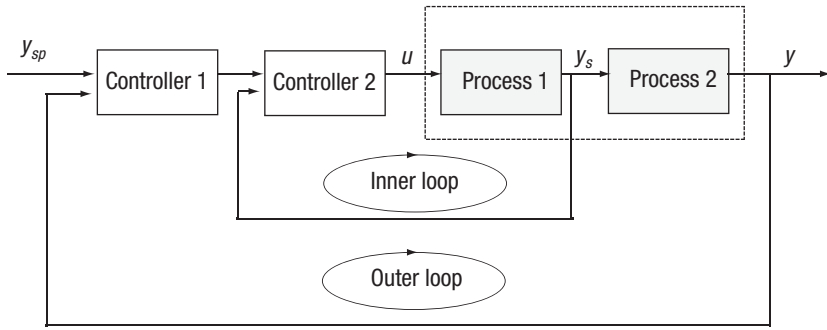 y_sp
Controller 1
Controller 2
u
Process 1
y_s
Process 2
y
Inner loop
Outer loop